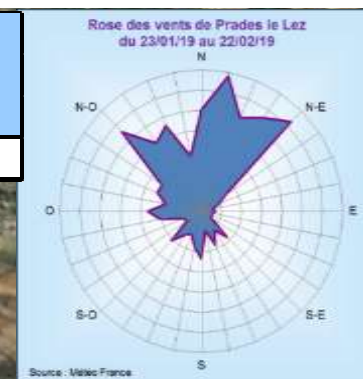 Rose des vents de Prades le Lez
du 23/01/19 au 22/02/19
N
N-O
N-E
O
E
S-O
S-E
S
Source : Météo France